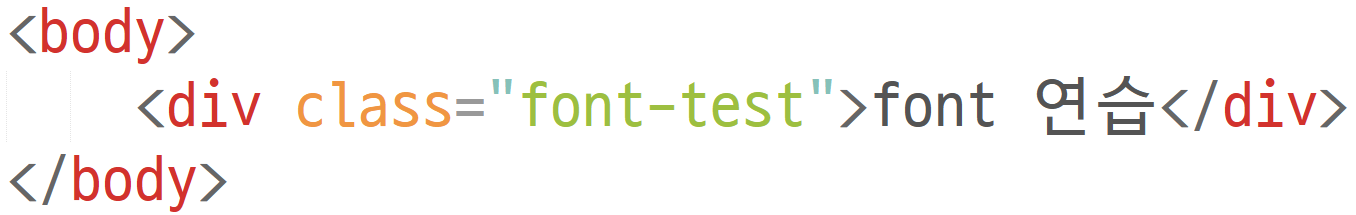 <body>
    <div class="font-test">font 연습</div>
</body>